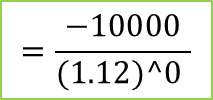 = −10000
(1.12)^0